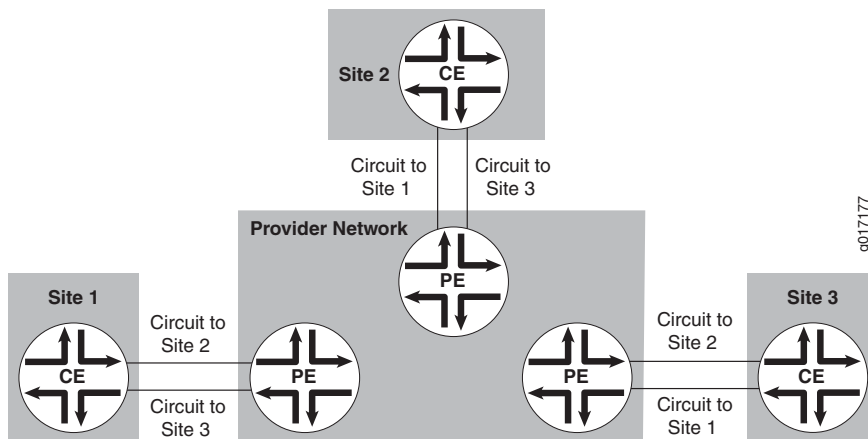 Site 2
CE
Circuit to
Site 1
Circuit to
Site 3
g017177
Provider Network
PE
Site 1
CE
Circuit to
Site 2
Circuit to
Site 3
PE
PE
Circuit to
Site 2
Circuit to
Site 1
Site 3
CE